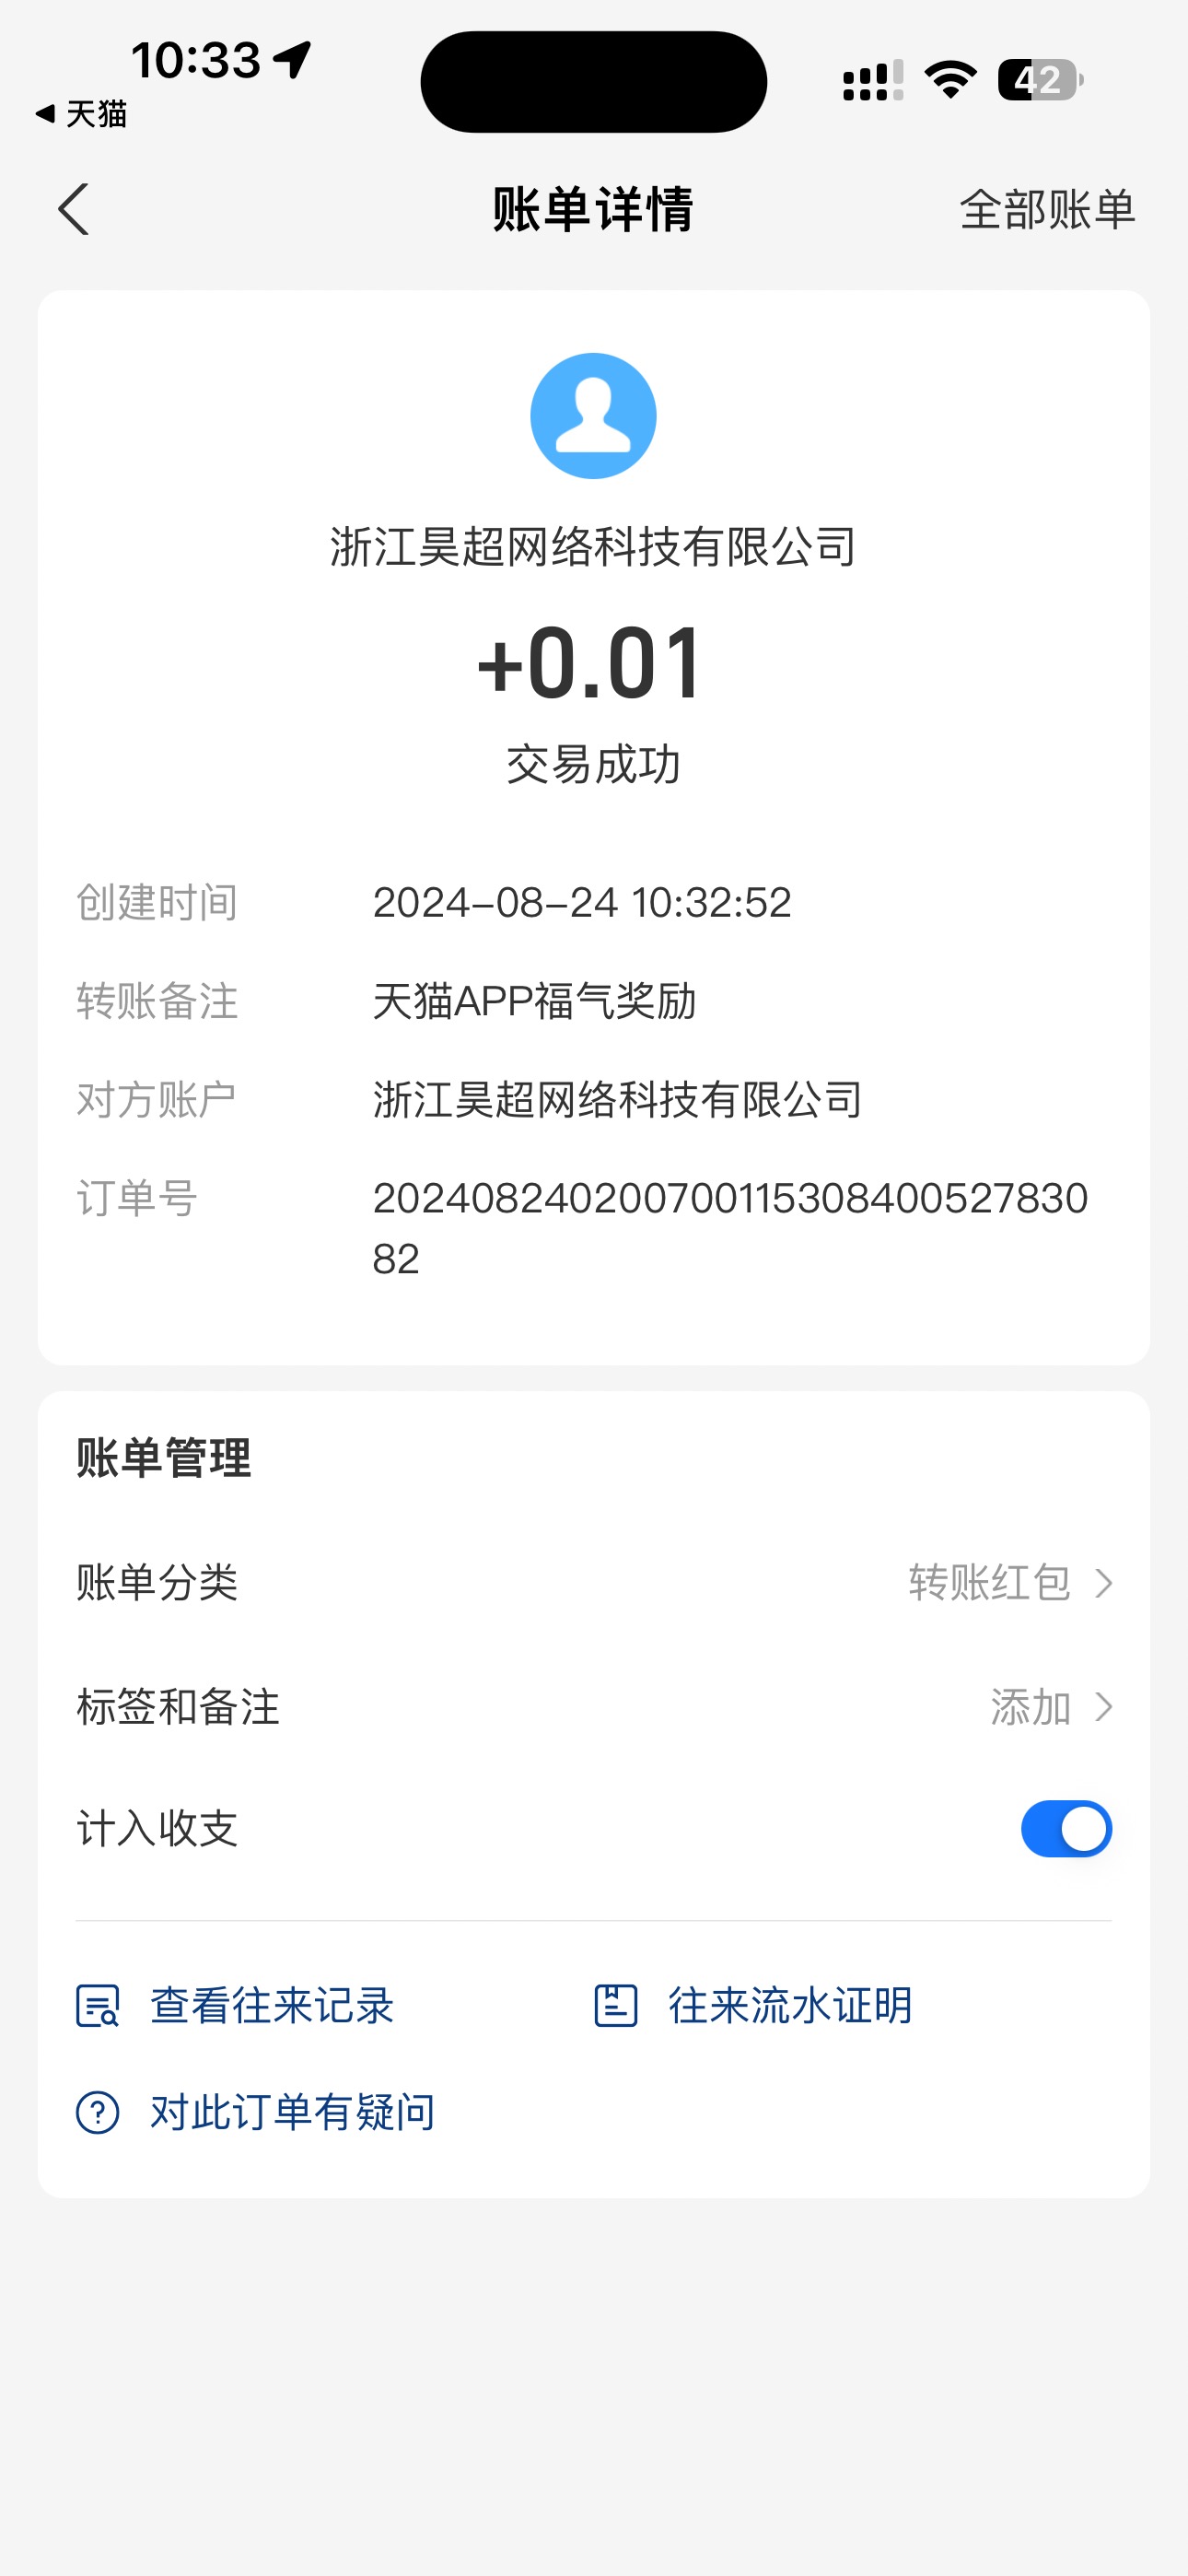 10:33
42
天猫
账单详情
全部账单
浙江昊超网络科技有限公司
+0.01
交易成功
创建时间 2024-08-24 10:32:52
转账备注 天猫APP福气奖励
对方账户 浙江昊超网络科技有限公司
订单号 202408240200700115308400527830
82
账单管理
账单分类 转账红包
标签和备注 添加
计入收支
查看往来记录 往来流水证明
对此订单有疑问